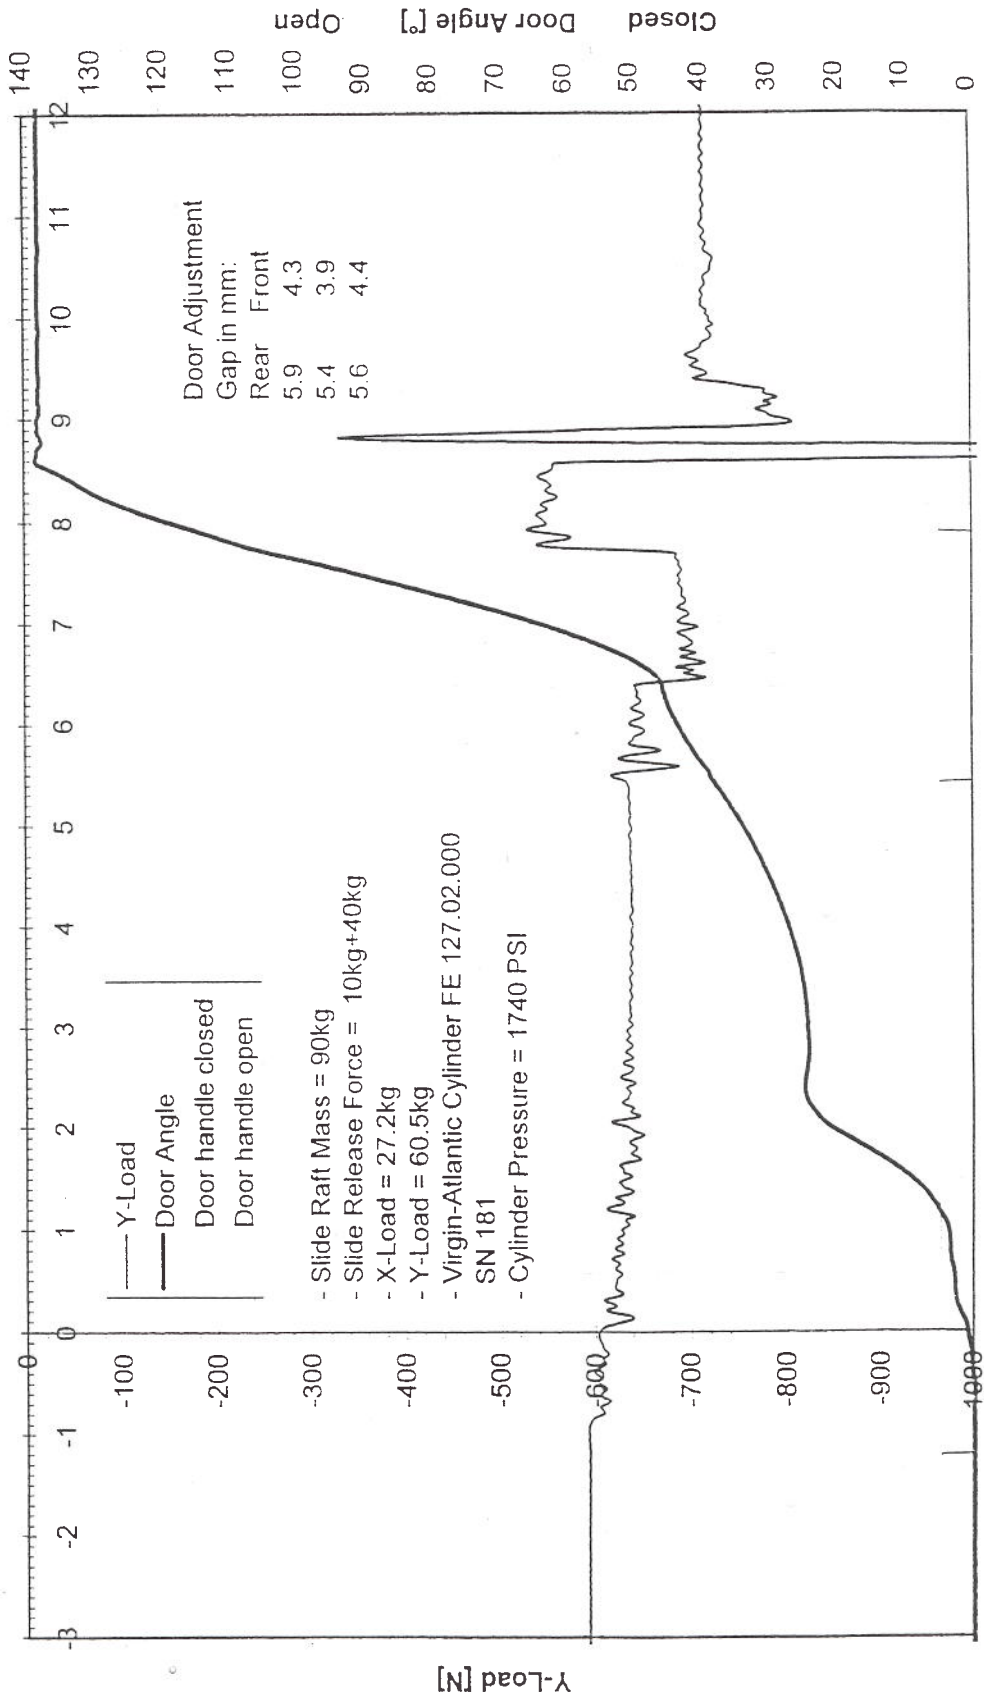 -3 -2 -1 0 1 2 3 4 5 6 7 8 9 10 11 12
Y-Load [N]
0
-100
-200
-300
-400
-500
-600
-700
-800
-900
-1000
Y-Load
Door Angle
Door handle closed
Door handle open
- Slide Raft Mass = 90kg
- Slide Release Force = 10kg+40kg
- X-Load = 27.2kg
- Y-Load = 60.5kg
- Virgin-Atlantic Cylinder FE 127.02.000
SN 181
- Cylinder Pressure = 1740 PSI
Door Adjustment
Gap in mm:
Rear Front
5.9 4.3
5.4 3.9
5.6 4.4
140
130
120
110
100
90
80
70
60
50
40
30
20
10
0
Closed Door Angle [°] Open